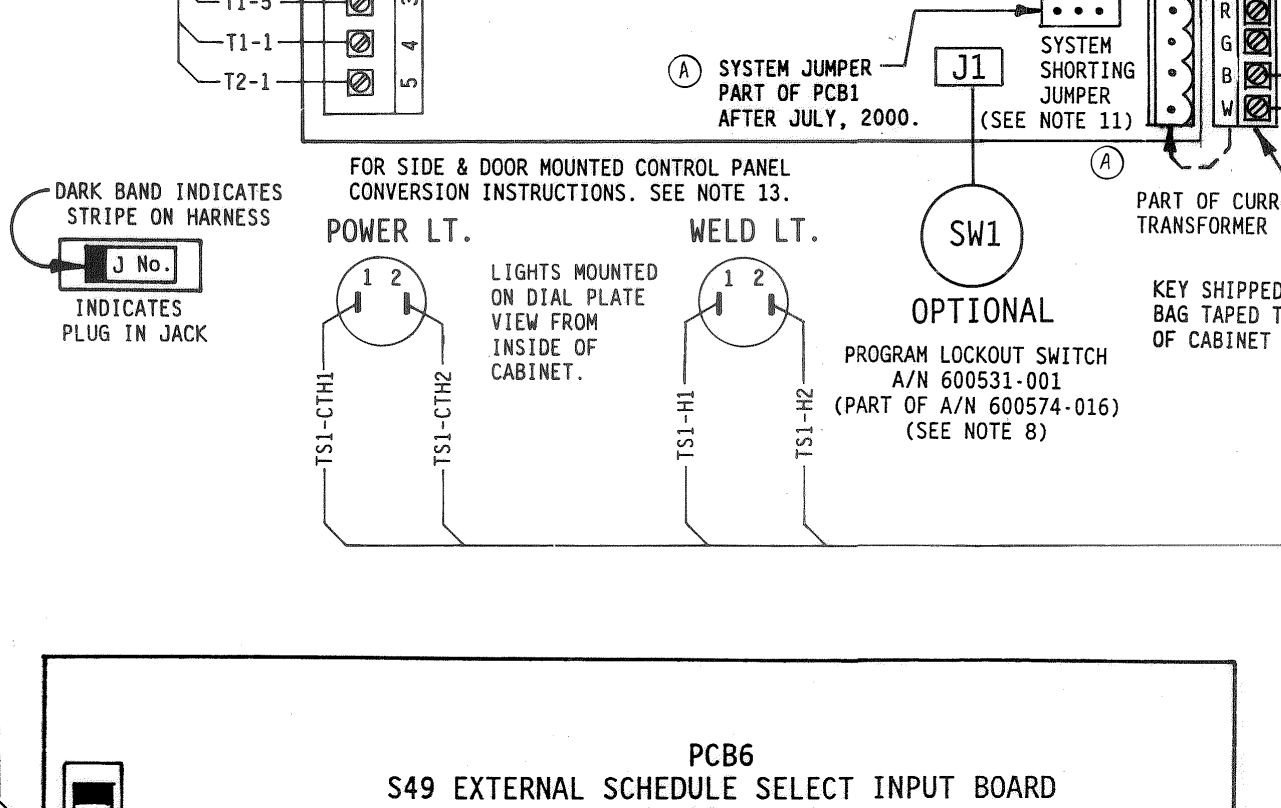 T1-5
3
T1-1
4
T2-1
5
A
SYSTEM JUMPER
PART OF PCB1
AFTER JULY, 2000.
J1
SYSTEM
SHORTING
JUMPER
(SEE NOTE 11)
R
G
B
W
A
FOR SIDE & DOOR MOUNTED CONTROL PANEL
CONVERSION INSTRUCTIONS. SEE NOTE 13.
DARK BAND INDICATES
STRIPE ON HARNESS
J No.
INDICATES
PLUG IN JACK
POWER LT.
1 2
LIGHTS MOUNTED
ON DIAL PLATE
VIEW FROM
INSIDE OF
CABINET.
WELD LT.
1 2
SW1
OPTIONAL
PROGRAM LOCKOUT SWITCH
A/N 600531-001
(PART OF A/N 600574-016)
(SEE NOTE 8)
PART OF CURR
TRANSFORMER
KEY SHIPPED
BAG TAPED T
OF CABINET
TS1-CTH1
TS1-CTH2
TS1-H1
TS1-H2
PCB6
S49 EXTERNAL SCHEDULE SELECT INPUT BOARD